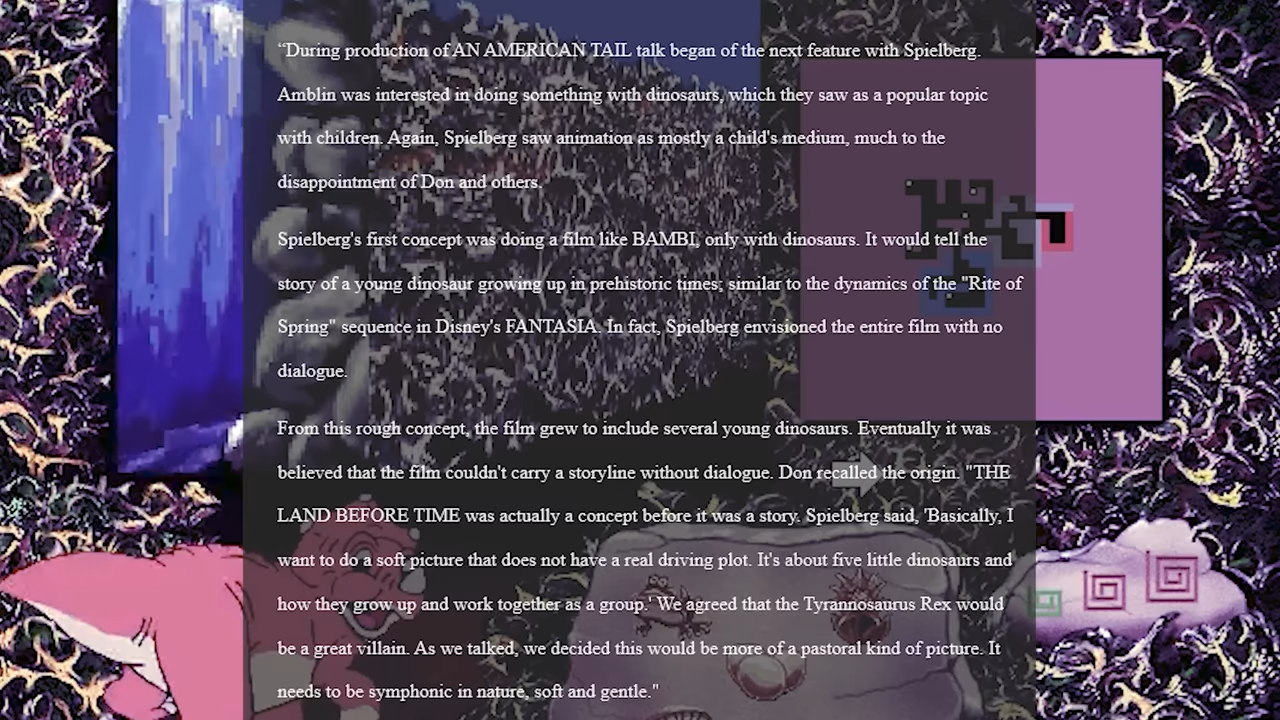 “During production of AN AMERICAN TAIL talk began of the next feature with Spielberg.
Amblin was interested in doing something with dinosaurs, which they saw as a popular topic
with children. Again, Spielberg saw animation as mostly a child's medium, much to the
disappointment of Don and others.
Spielberg's first concept was doing a film like BAMBI, only with dinosaurs. It would tell the
story of a young dinosaur growing up in prehistoric times; similar to the dynamics of the "Rite of
Spring" sequence in Disney's FANTASIA. In fact, Spielberg envisioned the entire film with no
dialogue.
From this rough concept, the film grew to include several young dinosaurs. Eventually it was
believed that the film couldn't carry a storyline without dialogue. Don recalled the origin. "THE
LAND BEFORE TIME was actually a concept before it was a story. Spielberg said, 'Basically, I
want to do a soft picture that does not have a real driving plot. It's about five little dinosaurs and
how they grow up and work together as a group.' We agreed that the Tyrannosaurus Rex would
be a great villain. As we talked, we decided this would be more of a pastoral kind of picture. It
needs to be symphonic in nature, soft and gentle."